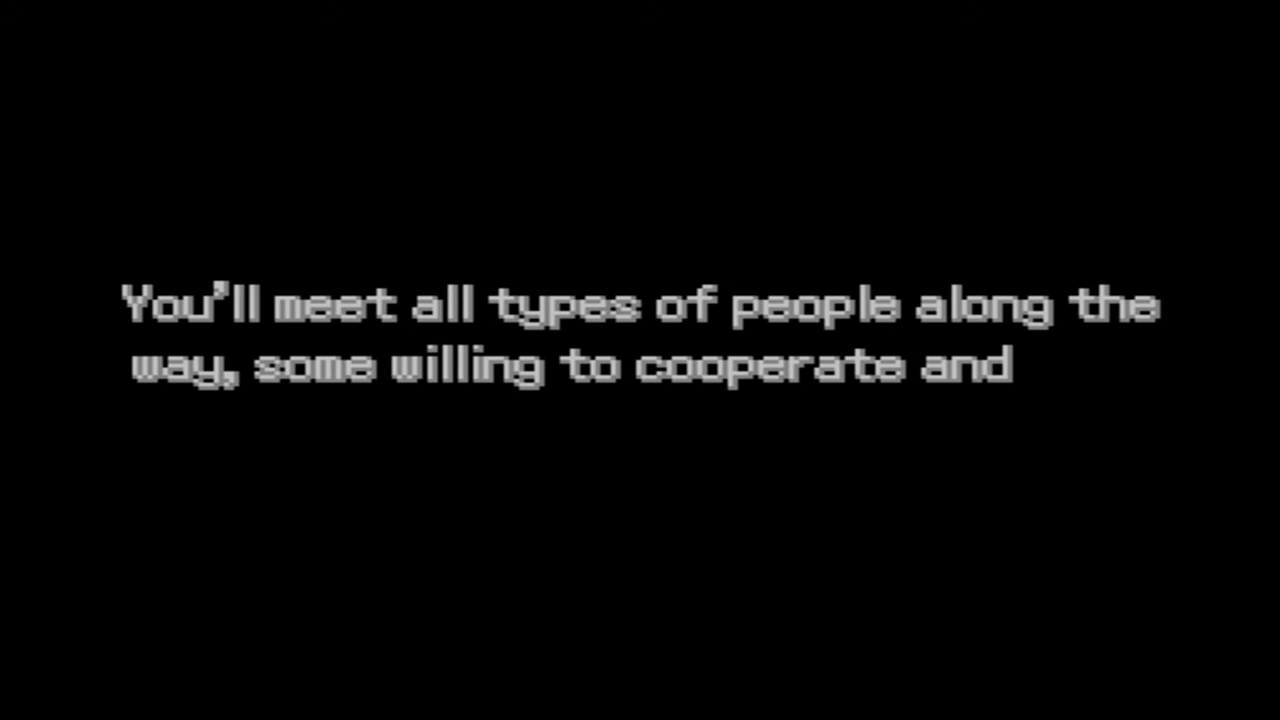 You'll meet all types of people along the
way, some willing to cooperate and